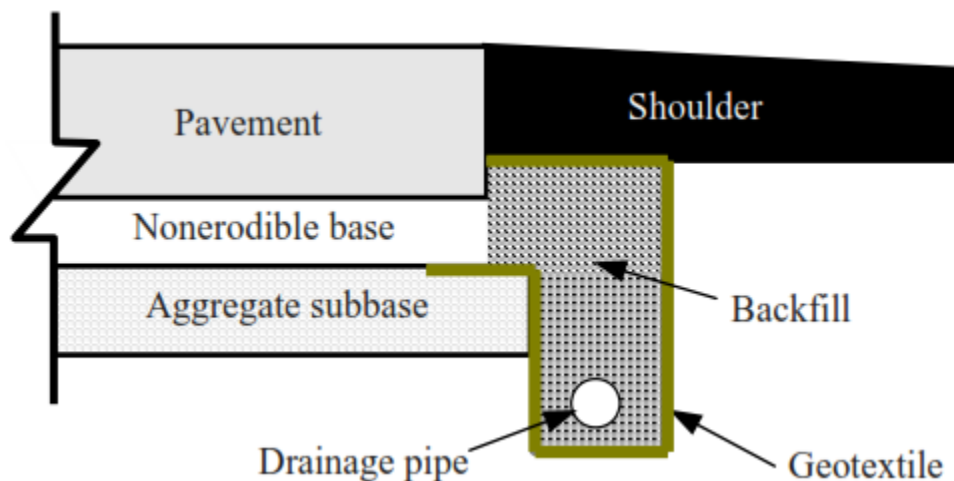 Pavement
Shoulder
Nonerodible base
Aggregate subbase
Backfill
Drainage pipe
Geotextile